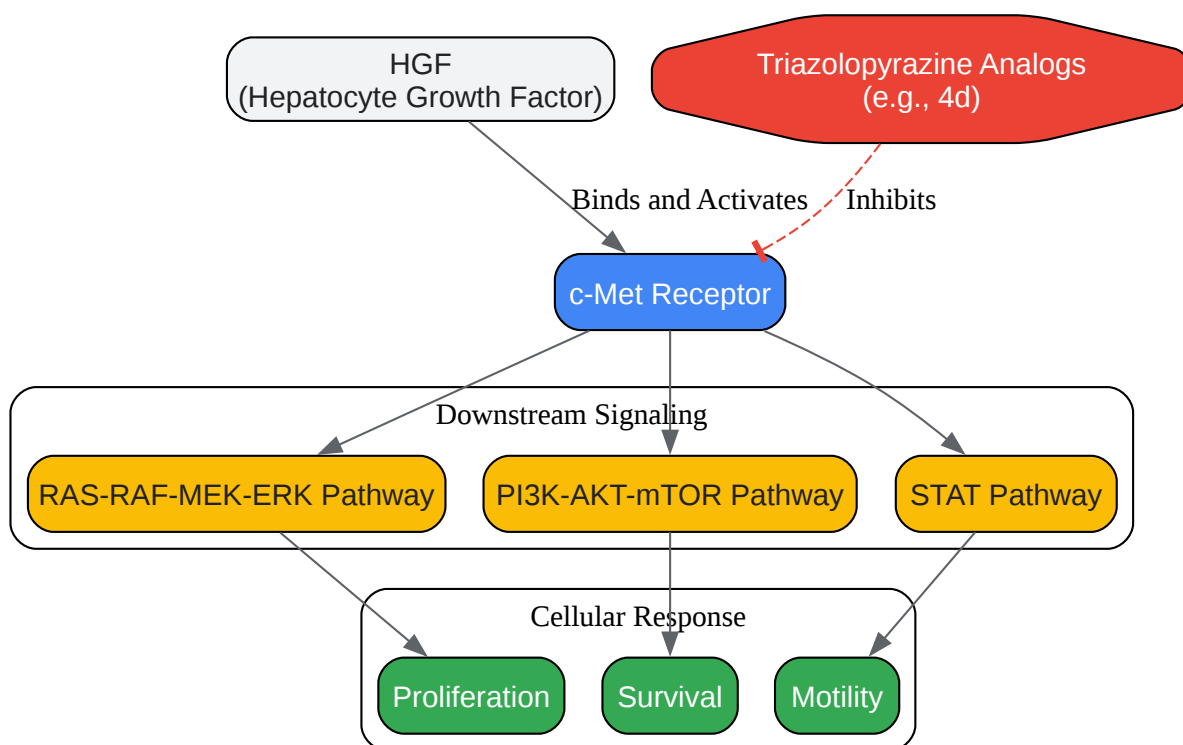 HGF
(Hepatocyte Growth Factor)
Triazolopyrazine Analogs
(e.g., 4d)
Binds and Activates
Inhibits
c-Met Receptor
Downstream Signaling
RAS-RAF-MEK-ERK Pathway
PI3K-AKT-mTOR Pathway
STAT Pathway
Cellular Response
Proliferation
Survival
Motility